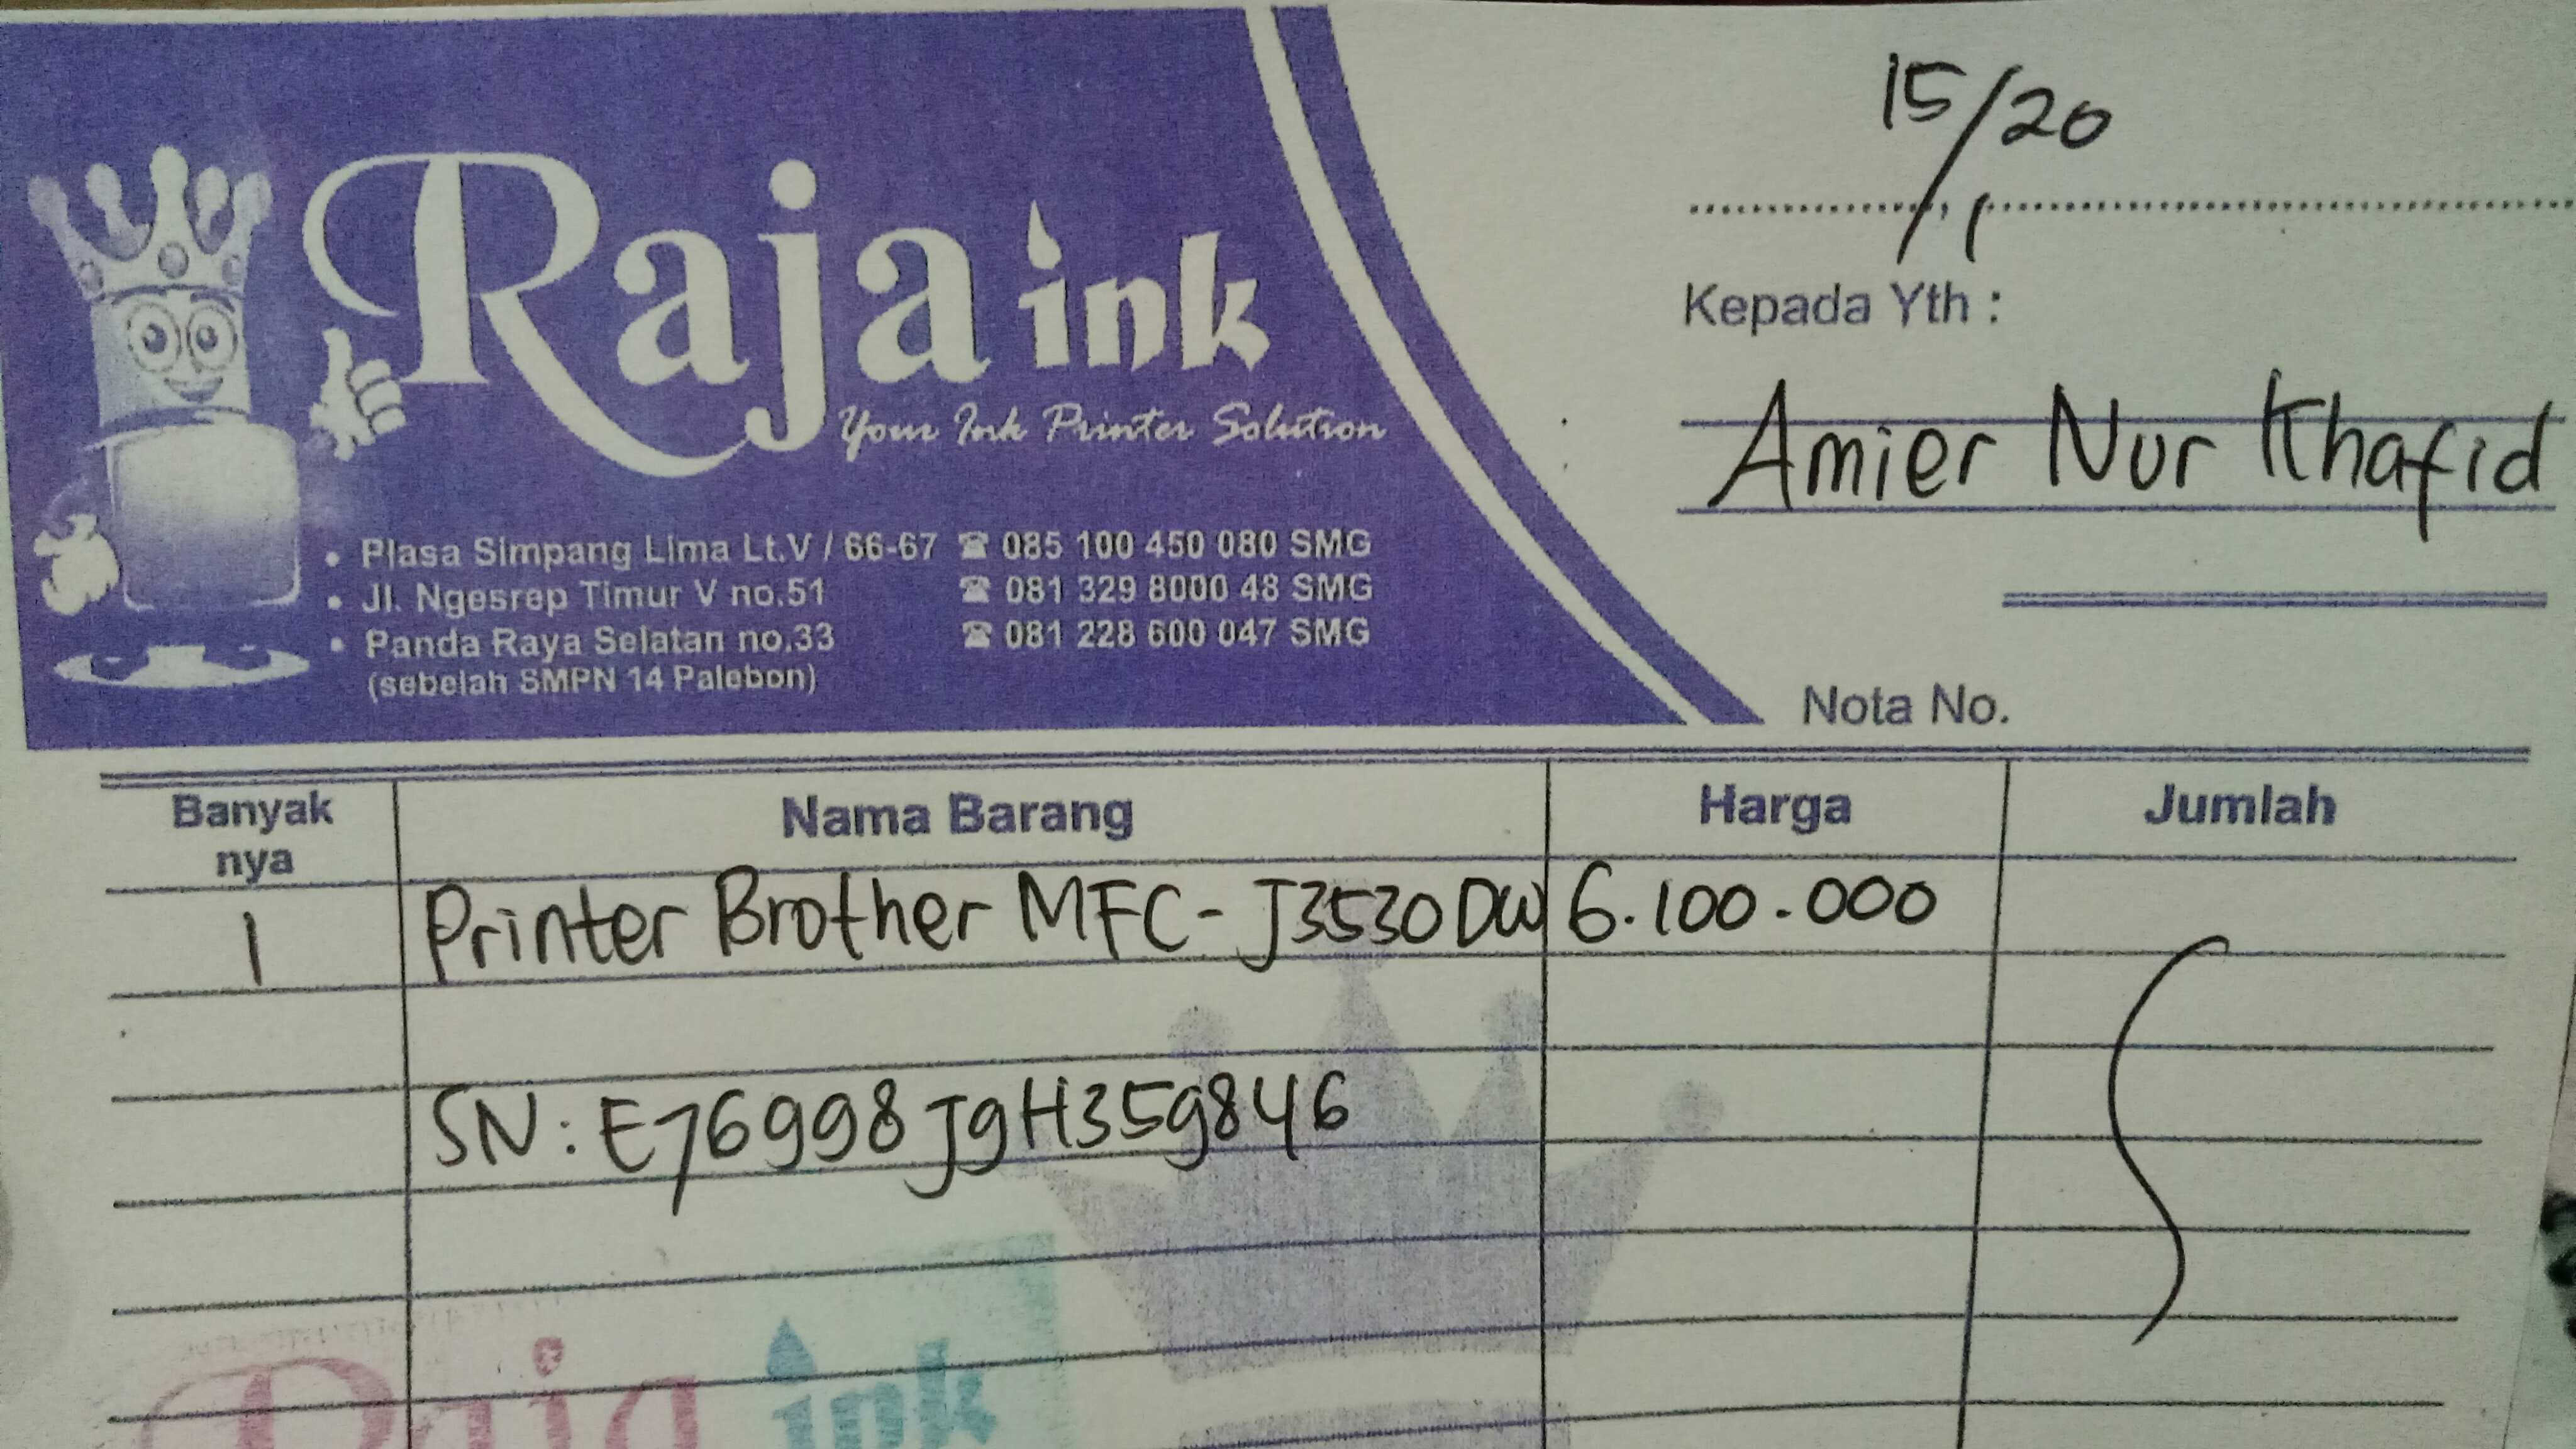 15/1 20
Raja ink
Your Ink Printer Solution
Kepada Yth :
Amier Nur Khafid
• Plasa Simpang Lima Lt.V / 66-67 ☎ 085 100 450 080 SMG
• Jl. Ngesrep Timur V no.51 ☎ 081 329 8000 48 SMG
• Panda Raya Selatan no.33 ☎ 081 228 600 047 SMG
(sebelah SMPN 14 Palebon)
Nota No.
Banyak nya Nama Barang Harga Jumlah
1 Printer Brother MFC-J3530DW 6.100.000
SN: E76998J9H359846
Raja ink